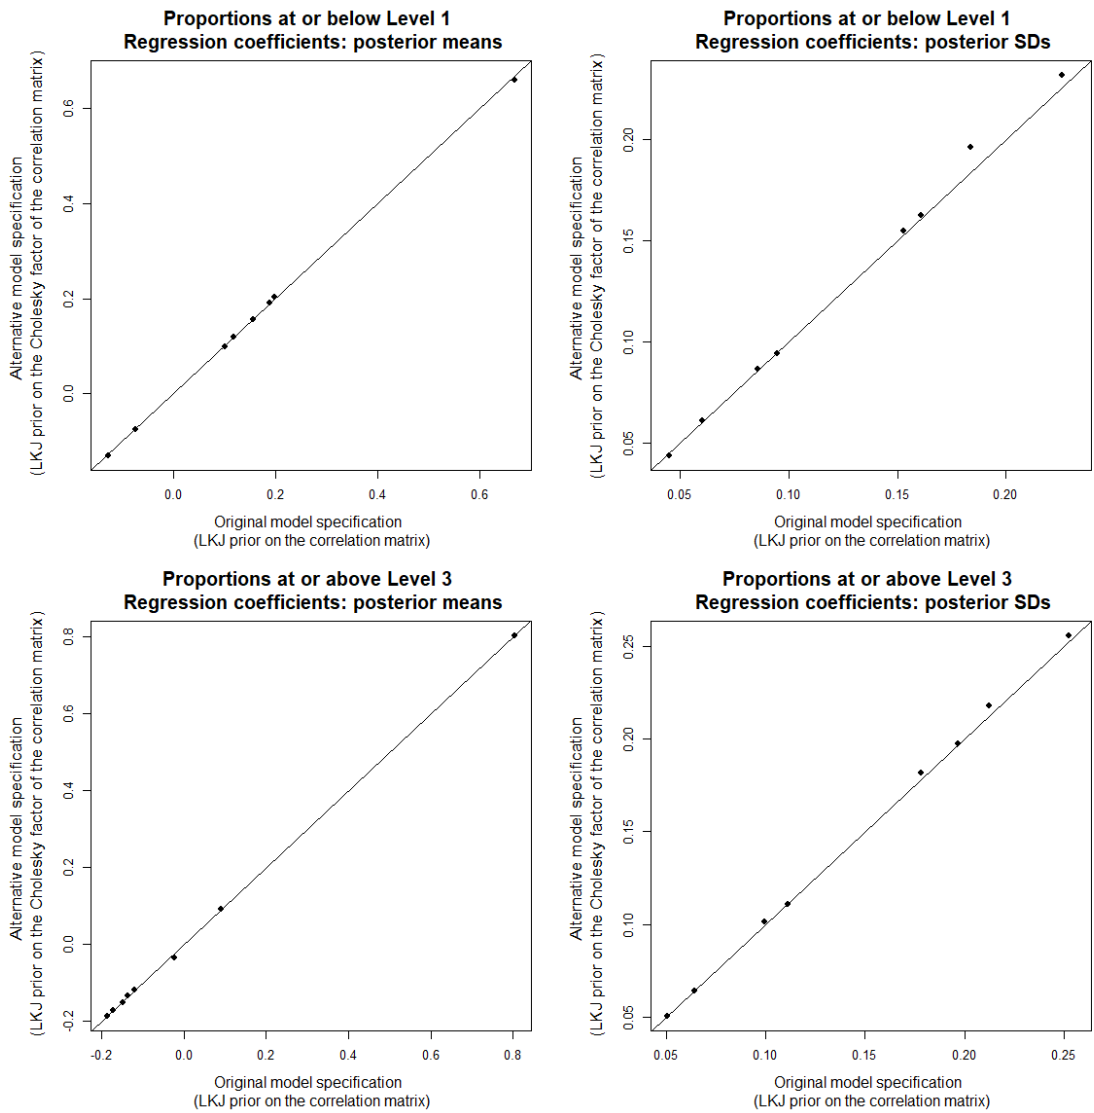 Proportions at or below Level 1
Regression coefficients: posterior means
Alternative model specification
(LKJ prior on the Cholesky factor of the correlation matrix)
0.6
0.4
0.2
0.0
0.0 0.2 0.4 0.6
Original model specification
(LKJ prior on the correlation matrix)
Proportions at or below Level 1
Regression coefficients: posterior SDs
Alternative model specification
(LKJ prior on the Cholesky factor of the correlation matrix)
0.20
0.15
0.10
0.05
0.05 0.10 0.15 0.20
Original model specification
(LKJ prior on the correlation matrix)
Proportions at or above Level 3
Regression coefficients: posterior means
Alternative model specification
(LKJ prior on the Cholesky factor of the correlation matrix)
0.8
0.6
0.4
0.2
0.0
-0.2
-0.2 0.0 0.2 0.4 0.6 0.8
Original model specification
(LKJ prior on the correlation matrix)
Proportions at or above Level 3
Regression coefficients: posterior SDs
Alternative model specification
(LKJ prior on the Cholesky factor of the correlation matrix)
0.25
0.20
0.15
0.10
0.05
0.05 0.10 0.15 0.20 0.25
Original model specification
(LKJ prior on the correlation matrix)